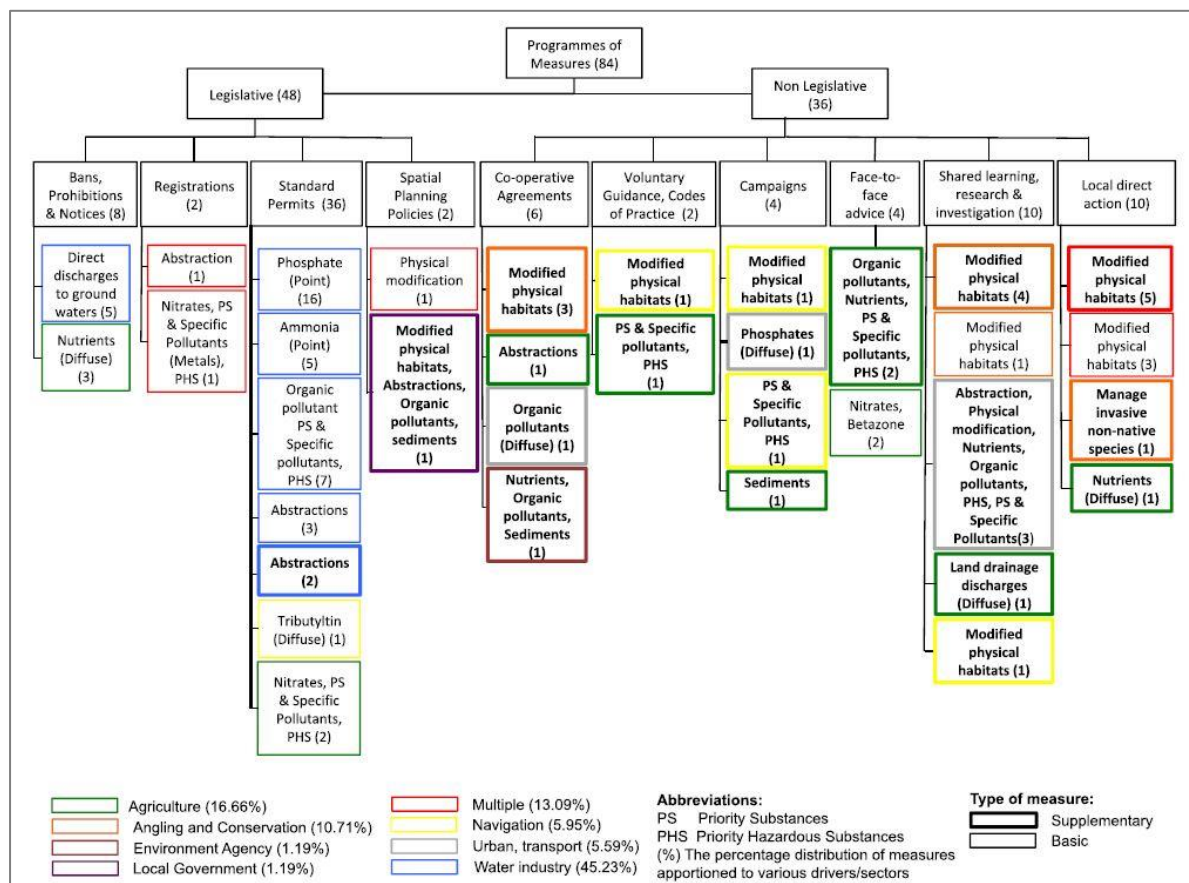 Programmes of
Measures (84)
Legislative (48)
Non Legislative
(36)
Bans,
Prohibitions
& Notices (8)
Registrations
(2)
Standard
Permits (36)
Spatial
Planning
Policies (2)
Co-operative
Agreements
(6)
Voluntary
Guidance, Codes
of Practice (2)
Campaigns
(4)
Face-to-
face
advice (4)
Shared learning,
research &
investigation (10)
Local direct
action (10)
Direct
discharges
to ground
waters (5)
Nutrients
(Diffuse)
(3)
Abstraction
(1)
Nitrates, PS
& Specific
Pollutants
(Metals),
PHS (1)
Phosphate
(Point)
(16)
Ammonia
(Point)
(5)
Organic
pollutant
PS &
Specific
pollutants,
PHS (7)
Abstractions
(3)
Abstractions
(2)
Tributyltin
(Diffuse) (1)
Nitrates, PS
& Specific
Pollutants,
PHS (2)
Physical
modification
(1)
Modified
physical
habitats,
Abstractions,
Organic
pollutants,
sediments
(1)
Modified
physical
habitats (3)
Abstractions
(1)
Organic
pollutants
(Diffuse) (1)
Nutrients,
Organic
pollutants,
Sediments
(1)
Modified
physical
habitats (1)
PS & Specific
pollutants,
PHS
(1)
Modified
physical
habitats (1)
Phosphates
(Diffuse) (1)
PS &
Specific
Pollutants,
PHS
(1)
Sediments
(1)
Organic
pollutants,
Nutrients,
PS &
Specific
pollutants,
PHS (2)
Nitrates,
Betazone
(2)
Modified
physical
habitats (4)
Modified
physical
habitats (1)
Abstraction,
Physical
modification,
Nutrients,
Organic
pollutants,
PHS, PS &
Specific
Pollutants(3)
Land drainage
discharges
(Diffuse) (1)
Modified
physical
habitats (1)
Modified
physical
habitats (5)
Modified
physical
habitats (3)
Manage
invasive
non-native
species (1)
Nutrients
(Diffuse) (1)
Agriculture (16.66%)
Angling and Conservation (10.71%)
Environment Agency (1.19%)
Local Government (1.19%)
Multiple (13.09%)
Navigation (5.95%)
Urban, transport (5.59%)
Water industry (45.23%)
Abbreviations:
PS Priority Substances
PHS Priority Hazardous Substances
(%) The percentage distribution of measures
apportioned to various drivers/sectors
Type of measure:
Supplementary
Basic